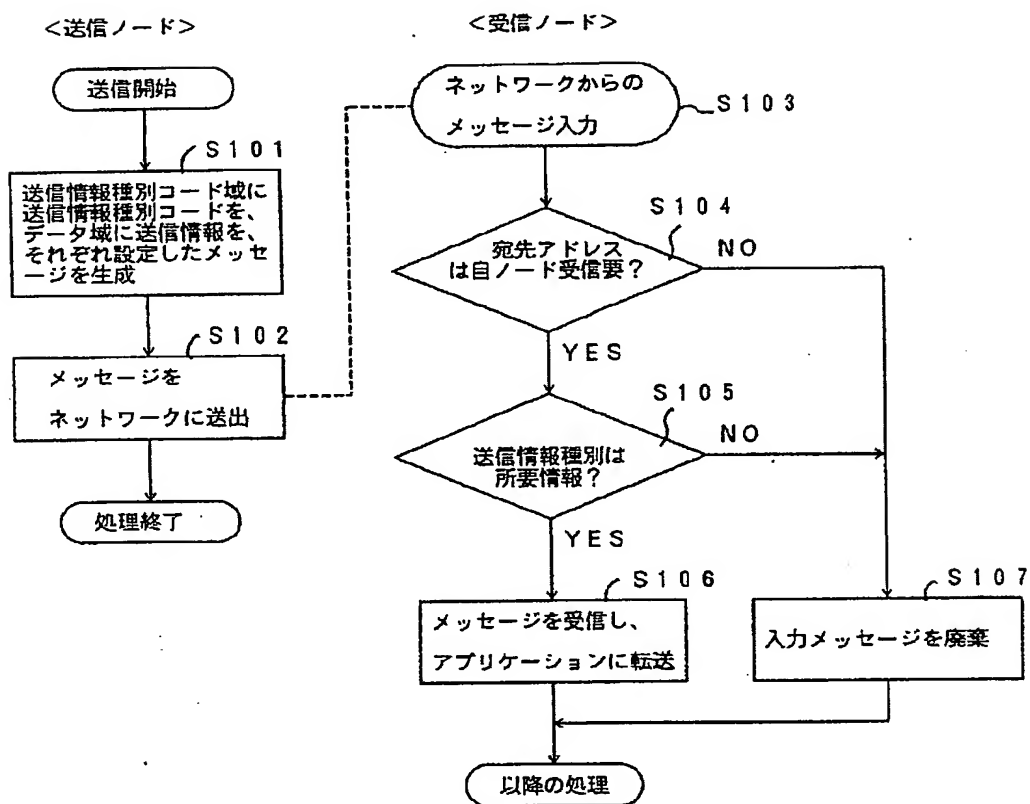 ＜送信ノード＞
送信開始
S101
送信情報種別コード域に
送信情報種別コードを、
データ域に送信情報を、
それぞれ設定したメッセ
ージを生成
S102
メッセージを
ネットワークに送出
処理終了
＜受信ノード＞
ネットワークからの
メッセージ入力
S103
S104
宛先アドレス
は自ノード受信要？
NO
YES
S105
送信情報種別は
所要情報？
NO
YES
S106
メッセージを受信し、
アプリケーションに転送
S107
入力メッセージを廃棄
以降の処理